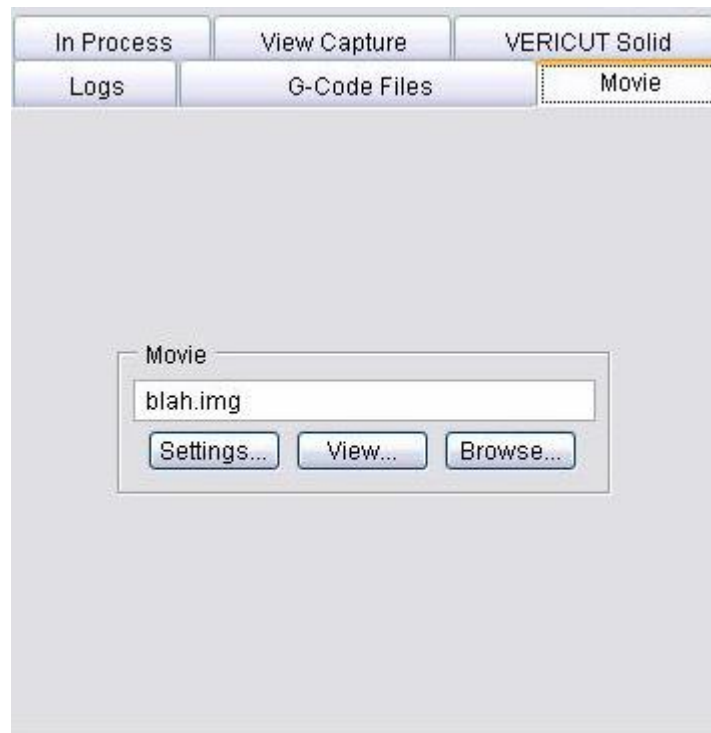 In Process View Capture VERICUT Solid
Logs G-Code Files Movie
Movie
blah.img
Settings... View... Browse...